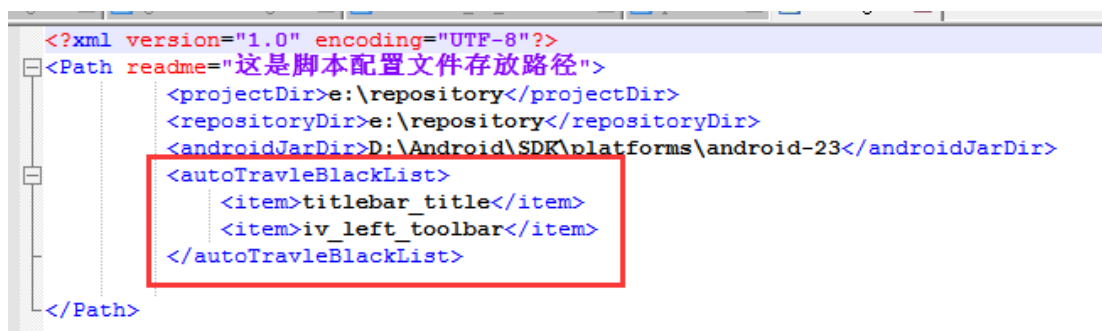 <?xml version="1.0" encoding="UTF-8"?>
<Path readme="这是脚本配置文件存放路径">
<projectDir>e:\repository</projectDir>
<repositoryDir>e:\repository</repositoryDir>
<androidJarDir>D:\Android\SDK\platforms\android-23</androidJarDir>
<autoTravleBlackList>
<item>titlebar_title</item>
<item>iv_left_toolbar</item>
</autoTravleBlackList>
</Path>